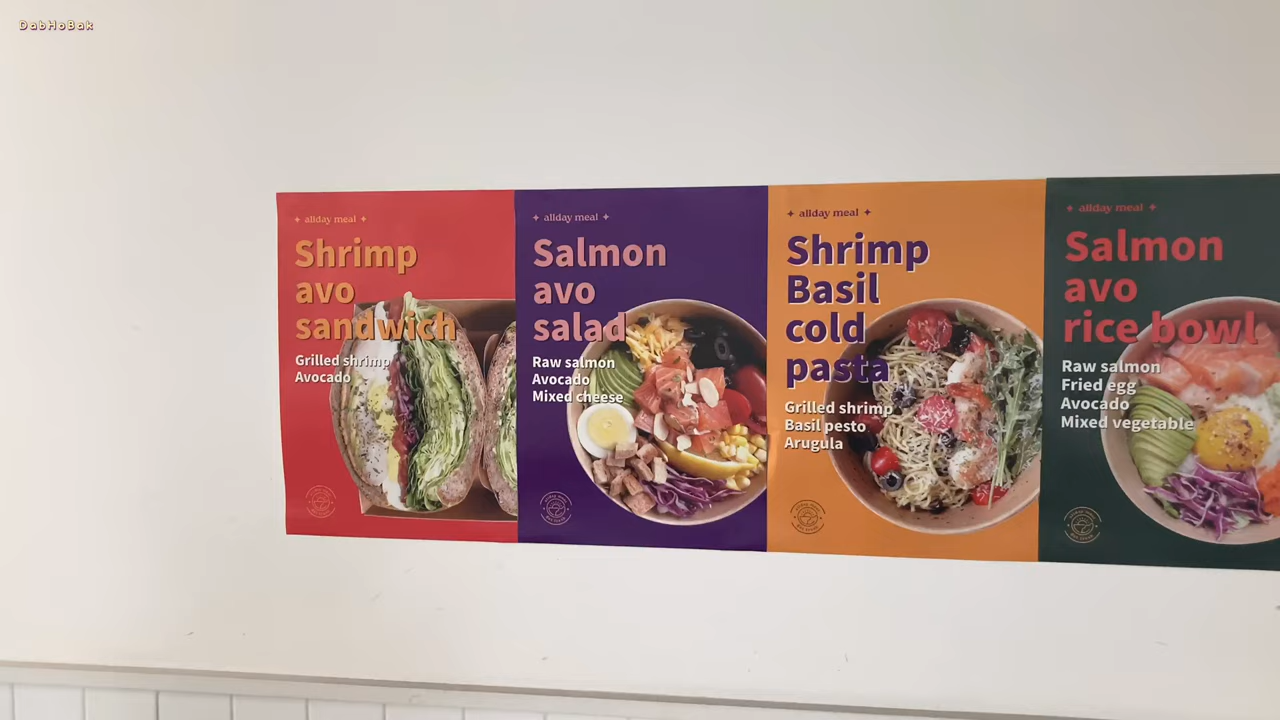 DabHoBak
allday meal
Shrimp
avo
sandwich
Grilled shrimp
Avocado
allday meal
Salmon
avo
salad
Raw salmon
Avocado
Mixed cheese
allday meal
Shrimp
Basil
cold
pasta
Grilled shrimp
Basil pesto
Arugula
allday meal
Salmon
avo
rice bowl
Raw salmon
Fried egg
Avocado
Mixed vegetable